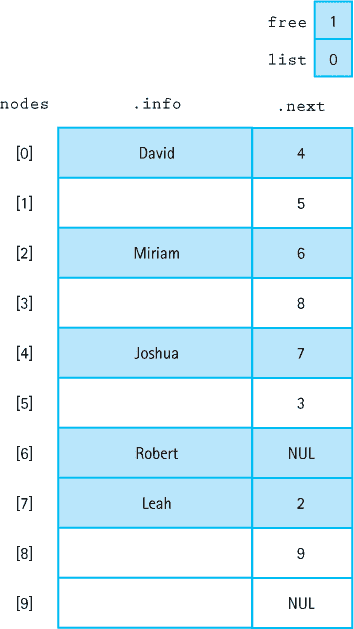 free 1
list 0
nodes .info .next
[0] David 4
[1] 5
[2] Miriam 6
[3] 8
[4] Joshua 7
[5] 3
[6] Robert NUL
[7] Leah 2
[8] 9
[9] NUL